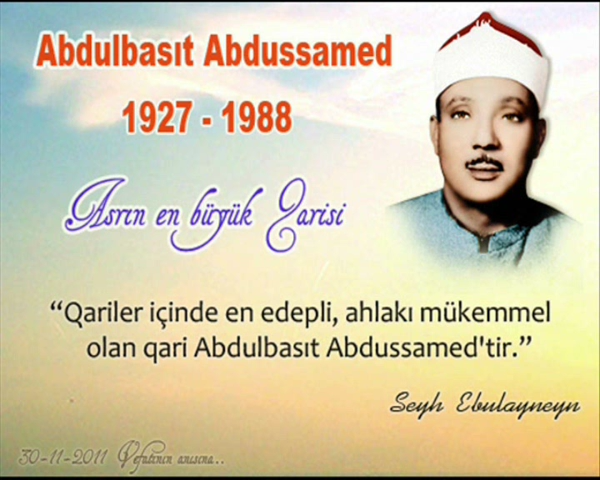 Abdulbasıt Abdussamed
1927 - 1988
Asrın en büyük Qarisi
“Qariler içinde en edepli, ahlakı mükemmel
olan qari Abdulbasıt Abdussamed'tir.”
Seyh Ebulayneyn
30-11-2011 Vefatının anısına...